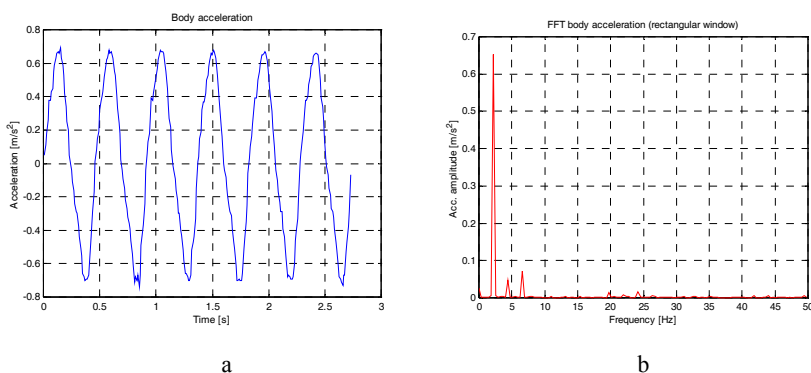 Body acceleration
0.8
0.6
0.4
0.2
0
-0.2
-0.4
-0.6
-0.8
Acceleration [m/s²]
0 0.5 1 1.5 2 2.5 3
Time [s]
a
FFT body acceleration (rectangular window)
0.7
0.6
0.5
0.4
0.3
0.2
0.1
0
Acc. amplitude [m/s²]
0 5 10 15 20 25 30 35 40 45 50
Frequency [Hz]
b